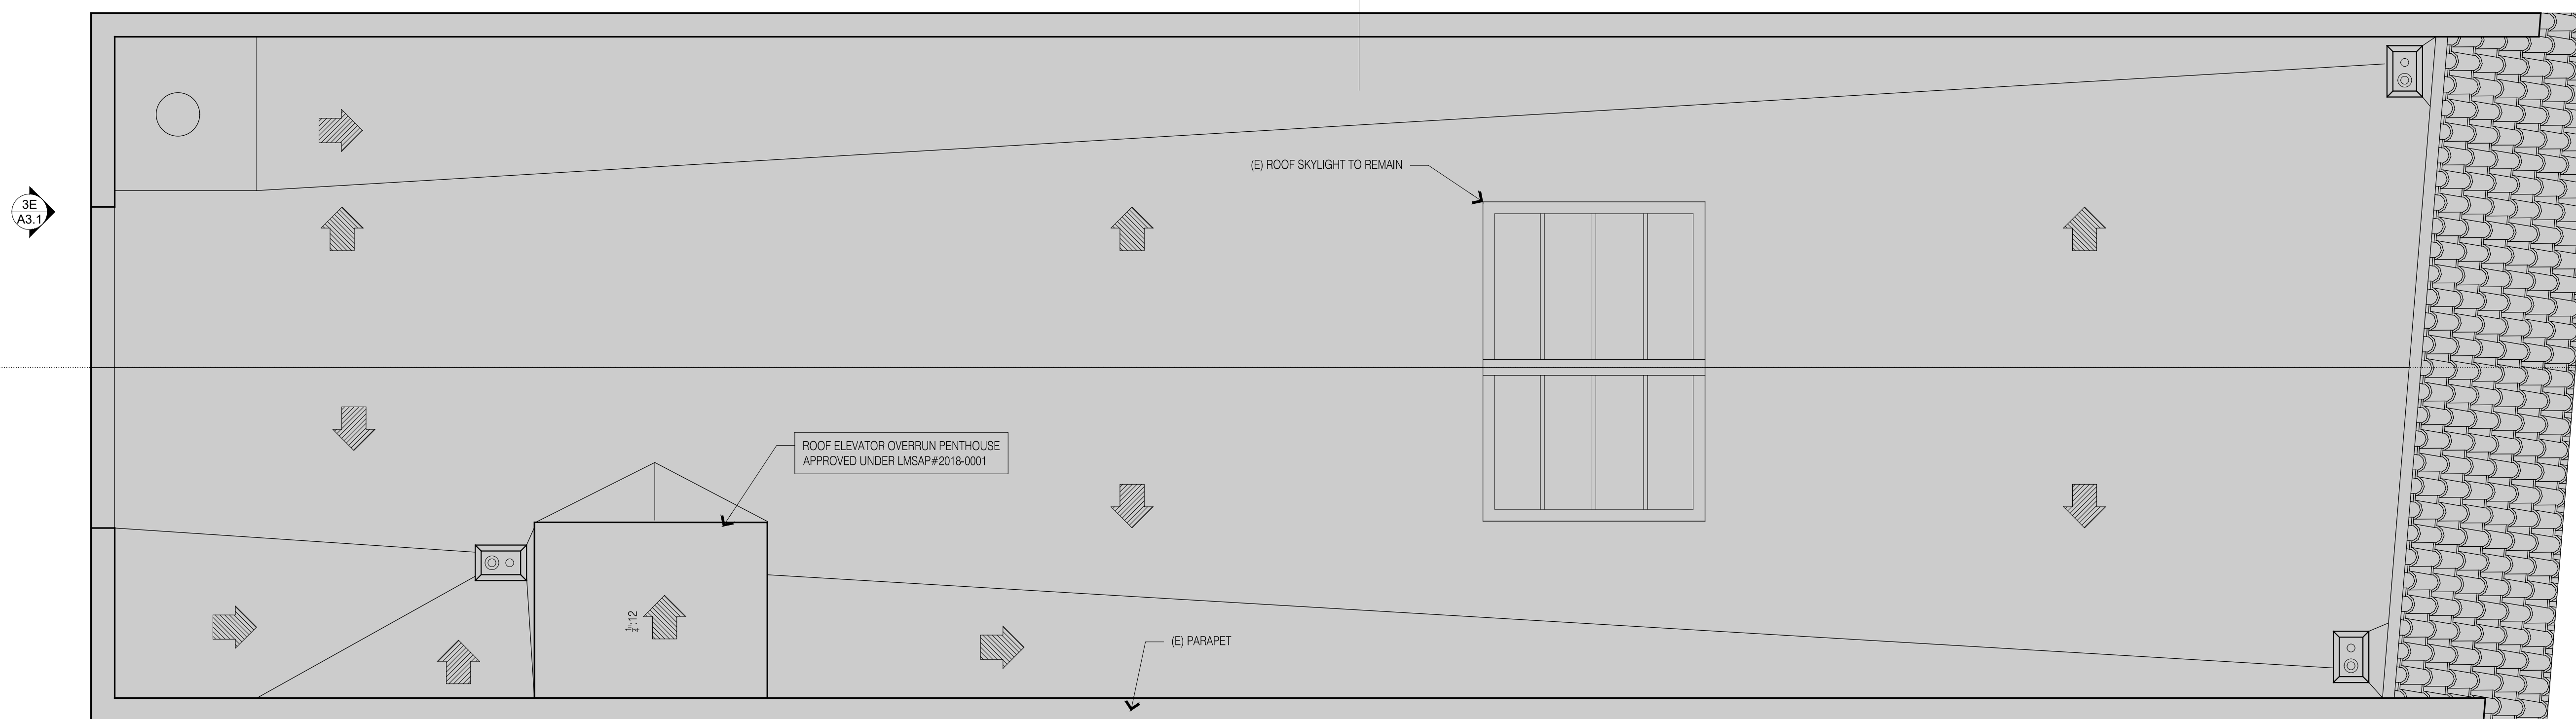 (E) ROOF SKYLIGHT TO REMAIN
3E
A3.1
ROOF ELEVATOR OVERRUN PENTHOUSE
APPROVED UNDER LMSAP#2018-0001
1/4":12
(E) PARAPET